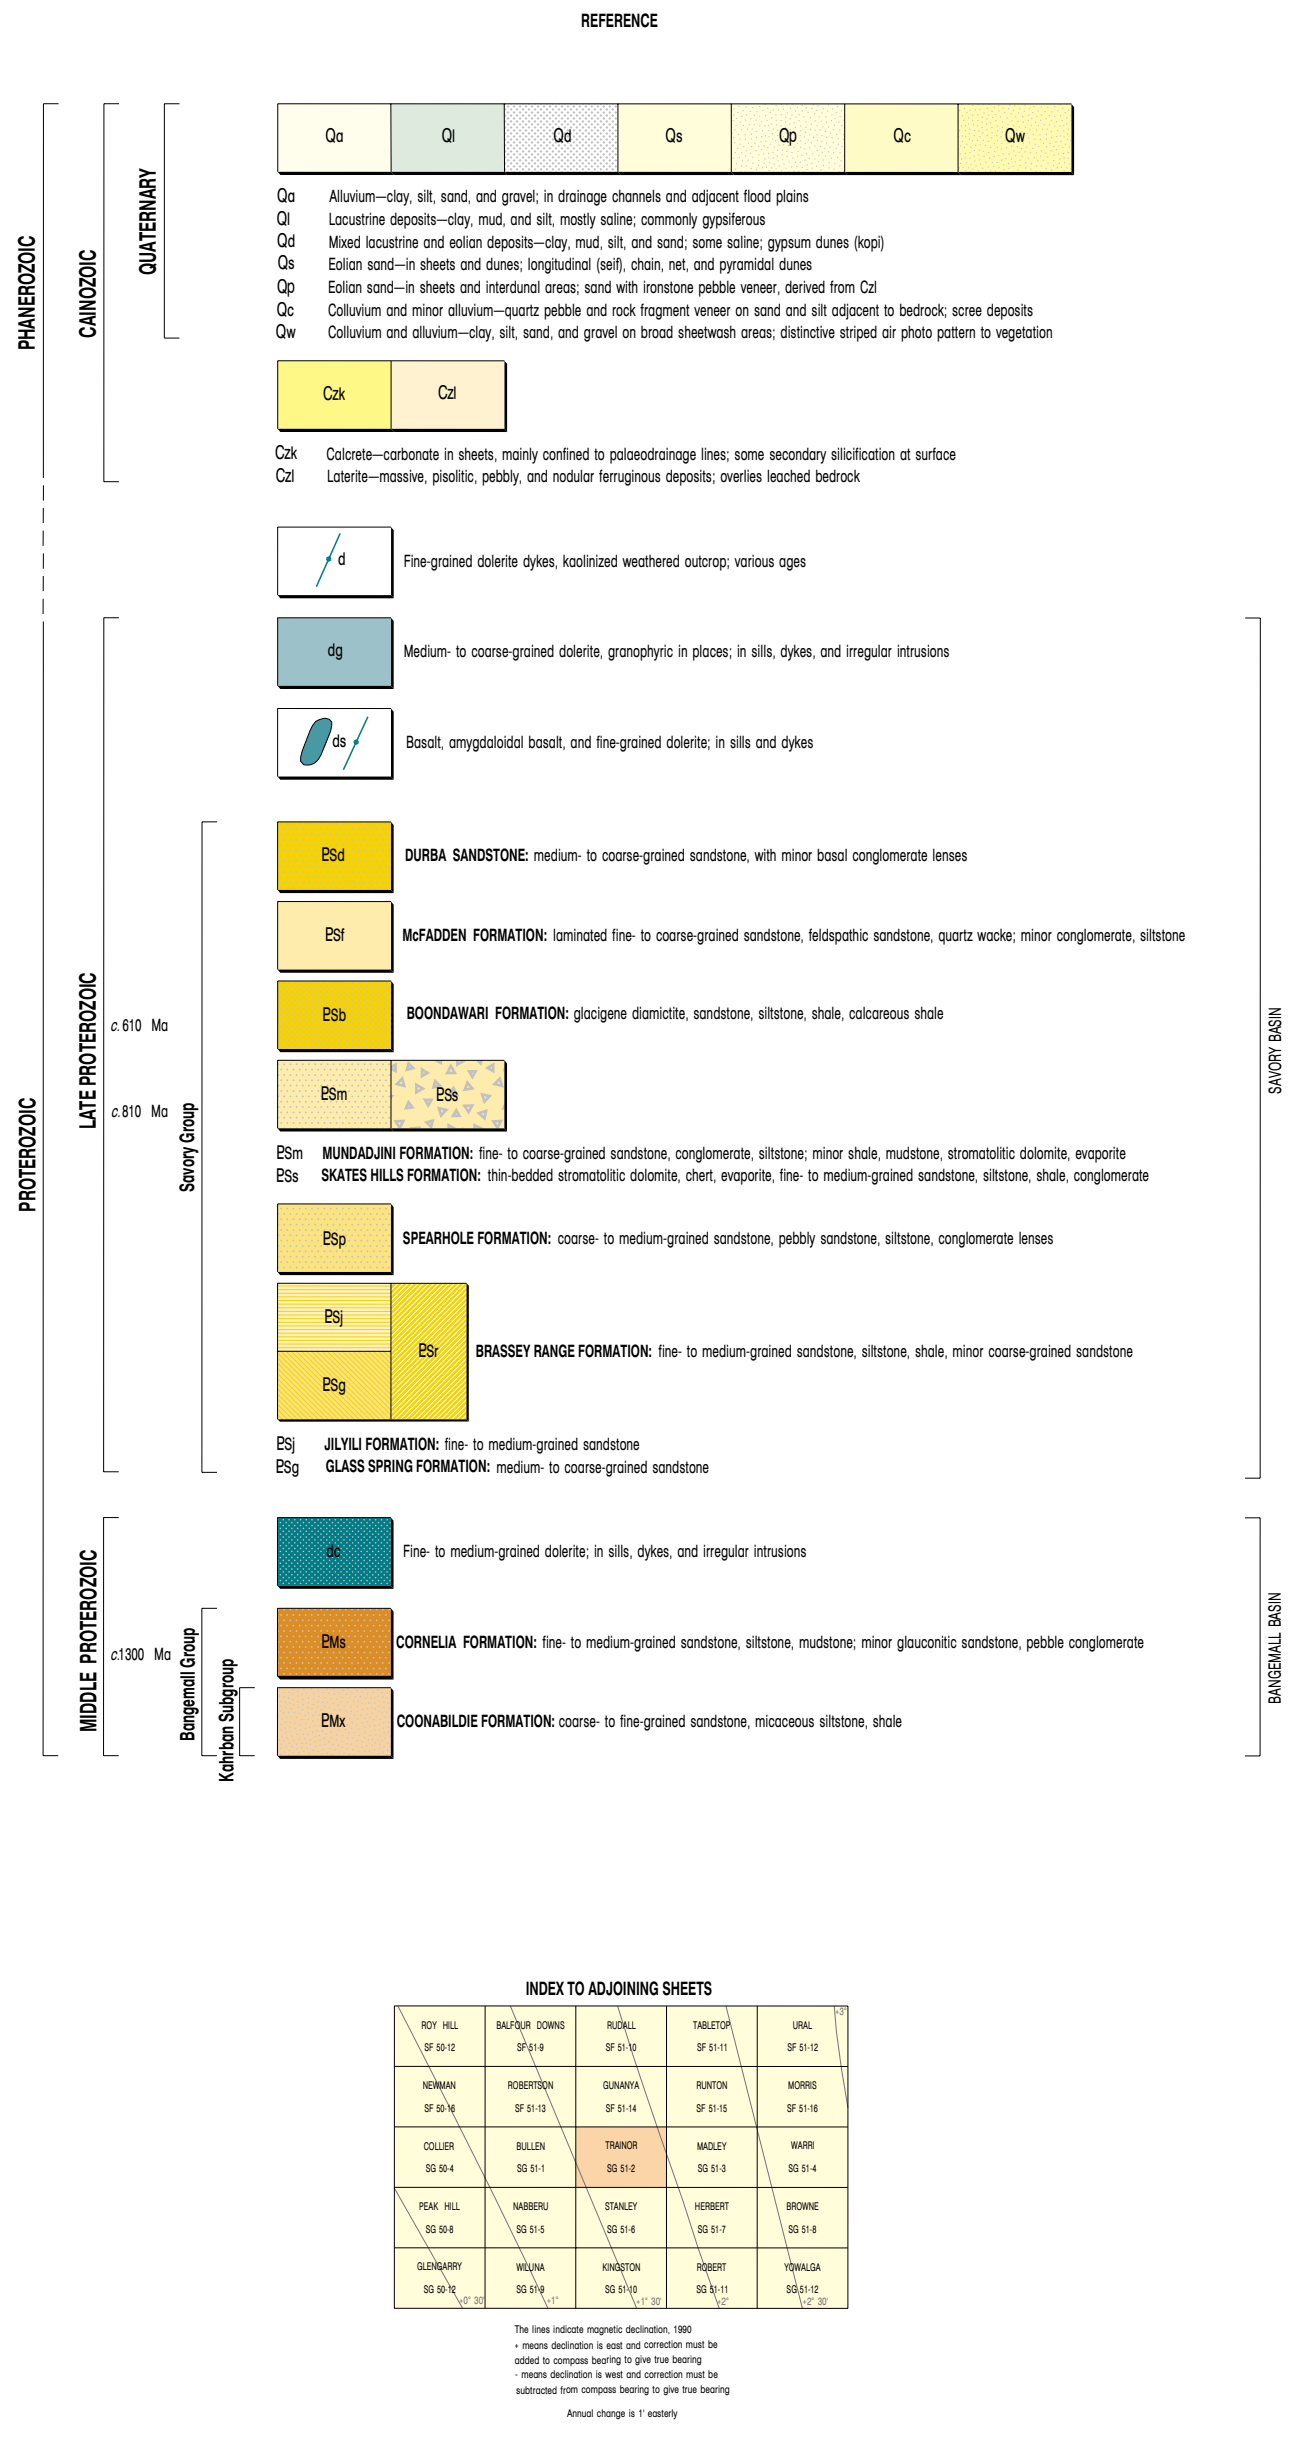 REFERENCE
PHANEROZOIC
CAINOZOIC
QUATERNARY
Qa Ql Qd Qs Qp Qc Qw
Qa Alluvium—clay, silt, sand, and gravel; in drainage channels and adjacent flood plains
Ql Lacustrine deposits—clay, mud, and silt, mostly saline; commonly gypsiferous
Qd Mixed lacustrine and eolian deposits—clay, mud, silt, and sand; some saline; gypsum dunes (kopi)
Qs Eolian sand—in sheets and dunes; longitudinal (seif), chain, net, and pyramidal dunes
Qp Eolian sand—in sheets and interdunal areas; sand with ironstone pebble veneer, derived from Czl
Qc Colluvium and minor alluvium—quartz pebble and rock fragment veneer on sand and silt adjacent to bedrock; scree deposits
Qw Colluvium and alluvium—clay, silt, sand, and gravel on broad sheetwash areas; distinctive striped air photo pattern to vegetation
Czk Czl
Czk Calcrete—carbonate in sheets, mainly confined to palaeodrainage lines; some secondary silicification at surface
Czl Laterite—massive, pisolitic, pebbly, and nodular ferruginous deposits; overlies leached bedrock
d Fine-grained dolerite dykes, kaolinized weathered outcrop; various ages
PROTEROZOIC
LATE PROTEROZOIC
SAVORY BASIN
dg Medium- to coarse-grained dolerite, granophyric in places; in sills, dykes, and irregular intrusions
ds Basalt, amygdaloidal basalt, and fine-grained dolerite; in sills and dykes
Savory Group
ꟼSd DURBA SANDSTONE: medium- to coarse-grained sandstone, with minor basal conglomerate lenses
ꟼSf McFADDEN FORMATION: laminated fine- to coarse-grained sandstone, feldspathic sandstone, quartz wacke; minor conglomerate, siltstone
c.610 Ma
ꟼSb BOONDAWARI FORMATION: glacigene diamictite, sandstone, siltstone, shale, calcareous shale
c.810 Ma
ꟼSm ꟼSs
ꟼSm MUNDADJINI FORMATION: fine- to coarse-grained sandstone, conglomerate, siltstone; minor shale, mudstone, stromatolitic dolomite, evaporite
ꟼSs SKATES HILLS FORMATION: thin-bedded stromatolitic dolomite, chert, evaporite, fine- to medium-grained sandstone, siltstone, shale, conglomerate
ꟼSp SPEARHOLE FORMATION: coarse- to medium-grained sandstone, pebbly sandstone, siltstone, conglomerate lenses
ꟼSj
ꟼSr BRASSEY RANGE FORMATION: fine- to medium-grained sandstone, siltstone, shale, minor coarse-grained sandstone
ꟼSg
ꟼSj JILYILI FORMATION: fine- to medium-grained sandstone
ꟼSg GLASS SPRING FORMATION: medium- to coarse-grained sandstone
MIDDLE PROTEROZOIC
BANGEMALL BASIN
dc Fine- to medium-grained dolerite; in sills, dykes, and irregular intrusions
c.1300 Ma
Bangemall Group
ꟼMs CORNELIA FORMATION: fine- to medium-grained sandstone, siltstone, mudstone; minor glauconitic sandstone, pebble conglomerate
Kahrban Subgroup
ꟼMx COONABILDIE FORMATION: coarse- to fine-grained sandstone, micaceous siltstone, shale
INDEX TO ADJOINING SHEETS
+3°
ROY HILL BALFOUR DOWNS RUDALL TABLETOP URAL
SF 50-12 SF 51-9 SF 51-10 SF 51-11 SF 51-12
NEWMAN ROBERTSON GUNANYA RUNTON MORRIS
SF 50-16 SF 51-13 SF 51-14 SF 51-15 SF 51-16
COLLIER BULLEN TRAINOR MADLEY WARRI
SG 50-4 SG 51-1 SG 51-2 SG 51-3 SG 51-4
PEAK HILL NABBERU STANLEY HERBERT BROWNE
SG 50-8 SG 51-5 SG 51-6 SG 51-7 SG 51-8
GLENGARRY WILUNA KINGSTON ROBERT YOWALGA
SG 50-12 SG 51-9 SG 51-10 SG 51-11 SG 51-12
+0° 30' +1° +1° 30' +2° +2° 30'
The lines indicate magnetic declination, 1990
+ means declination is east and correction must be
added to compass bearing to give true bearing
- means declination is west and correction must be
subtracted from compass bearing to give true bearing
Annual change is 1' easterly